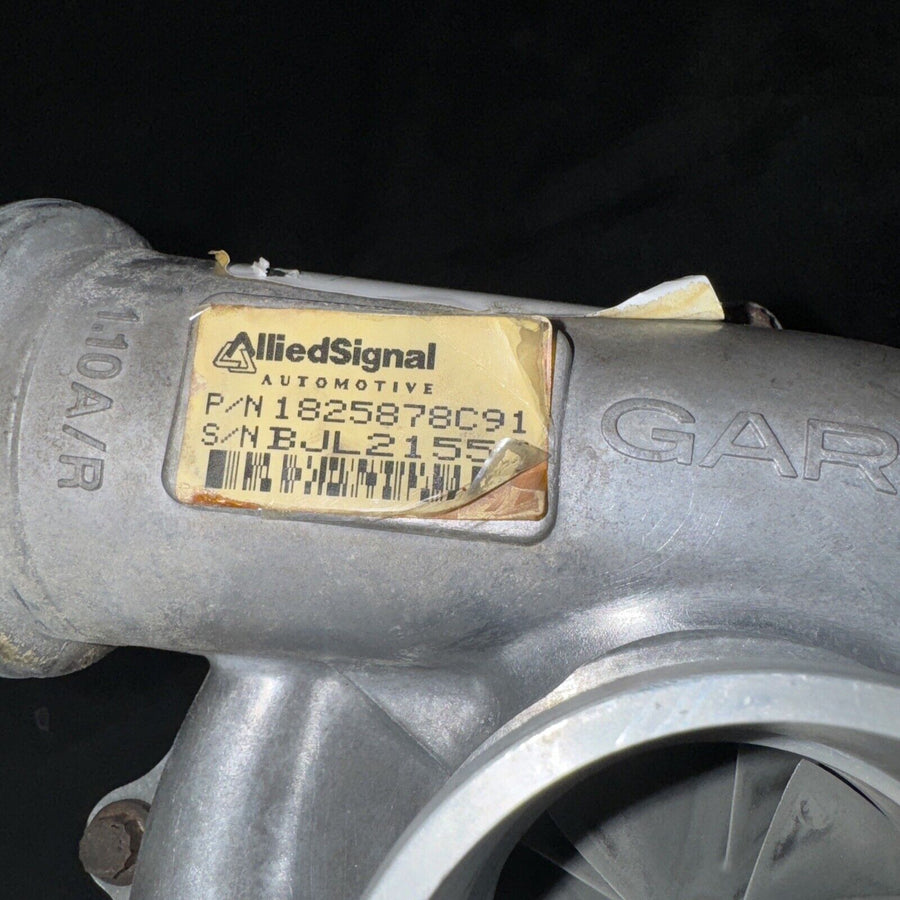 1.10A/R
AlliedSignal
AUTOMOTIVE
P/N 1825878C91
S/N BJL2155
GAR